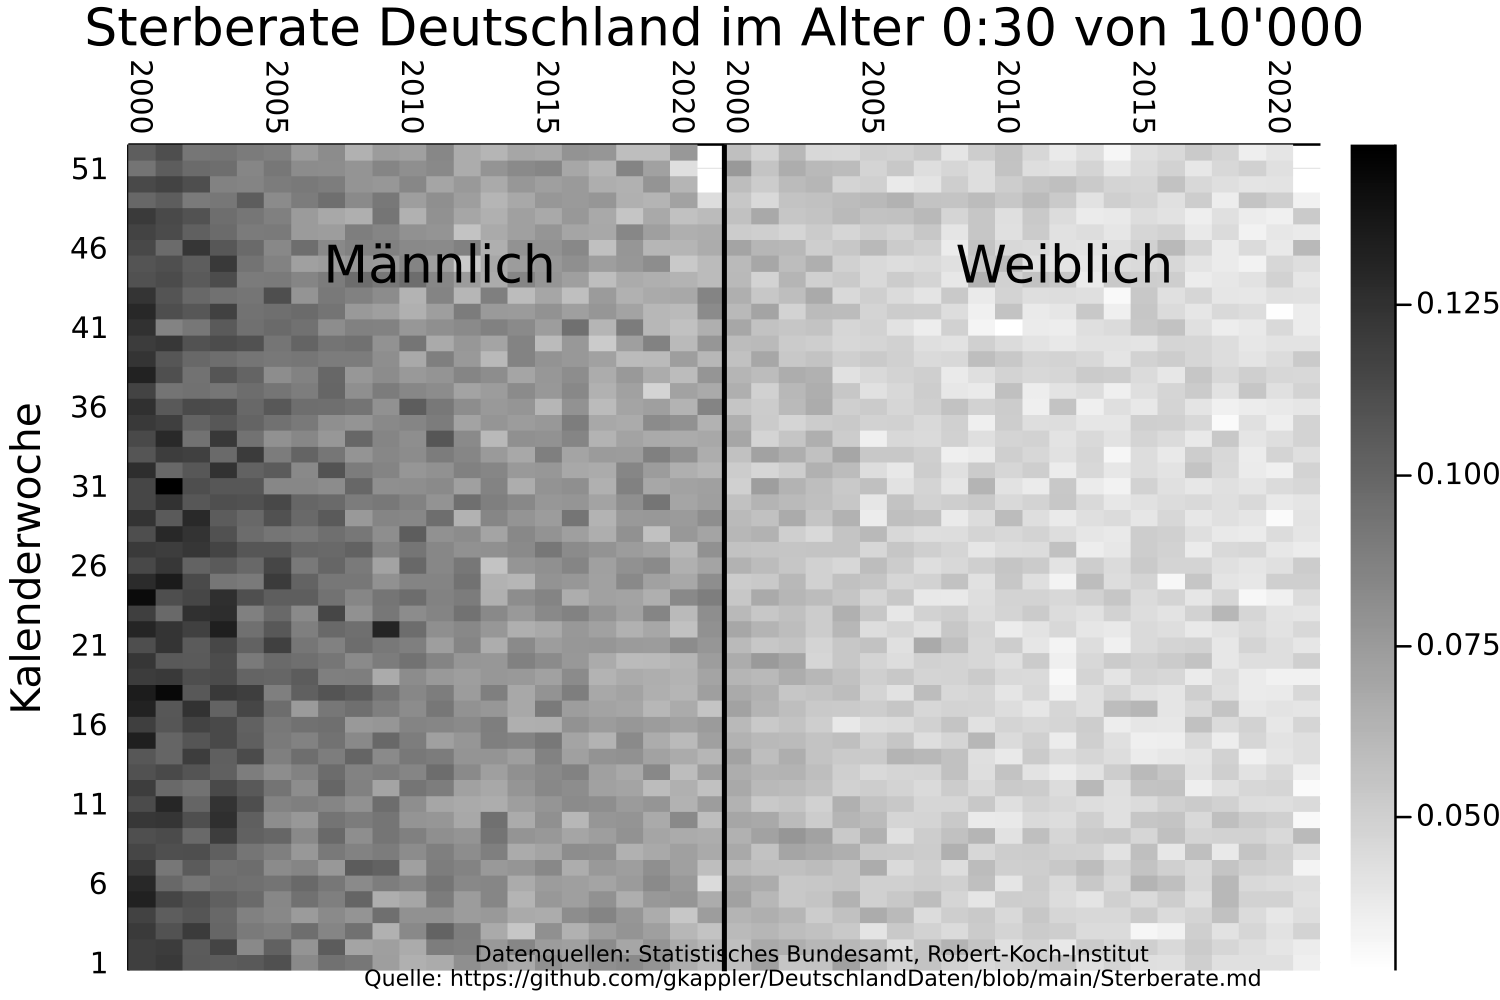 Sterberate Deutschland im Alter 0:30 von 10'000
2000 2005 2010 2015 2020 2000 2005 2010 2015 2020
51
46
Männlich Weiblich
0.125
41
36
Kalenderwoche
0.100
31
26
21
0.075
16
11
0.050
6
1
Datenquellen: Statistisches Bundesamt, Robert-Koch-Institut
Quelle: https://github.com/gkappler/DeutschlandDaten/blob/main/Sterberate.md